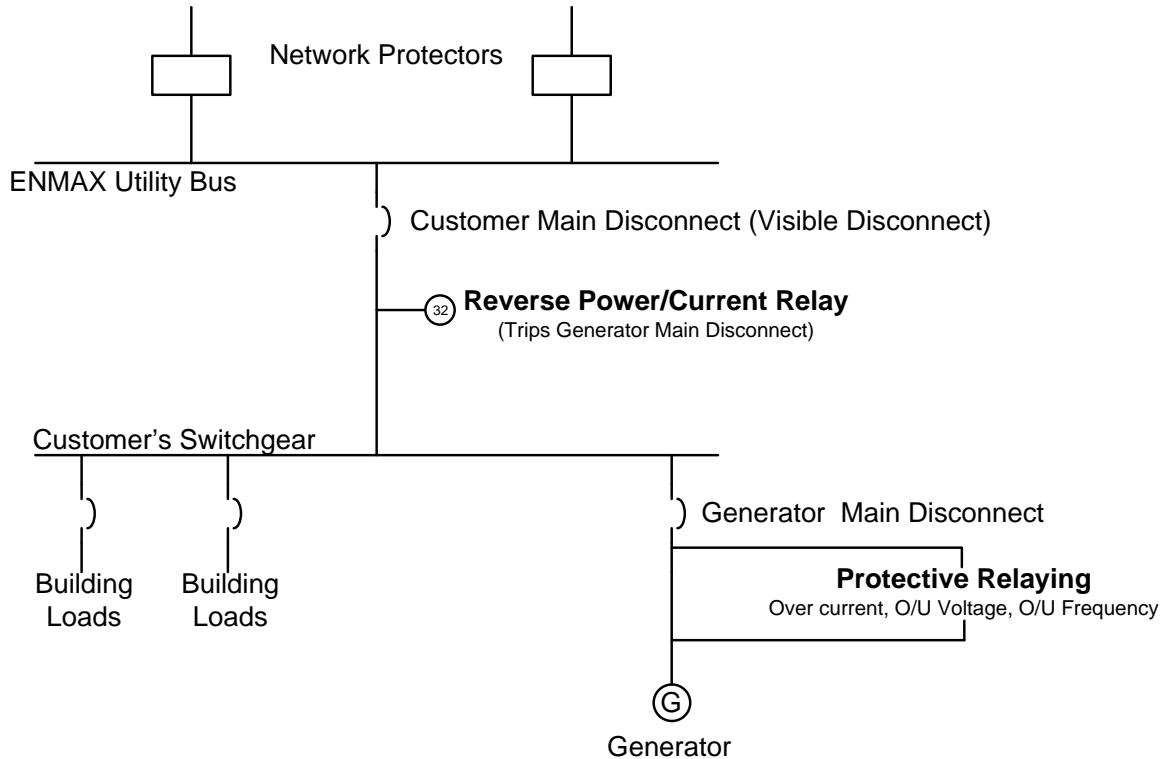 Network Protectors
ENMAX Utility Bus
Customer Main Disconnect (Visible Disconnect)
32
Reverse Power/Current Relay
(Trips Generator Main Disconnect)
Customer’s Switchgear
Generator Main Disconnect
Building
Loads
Building
Loads
Protective Relaying
Over current, O/U Voltage, O/U Frequency
G
Generator